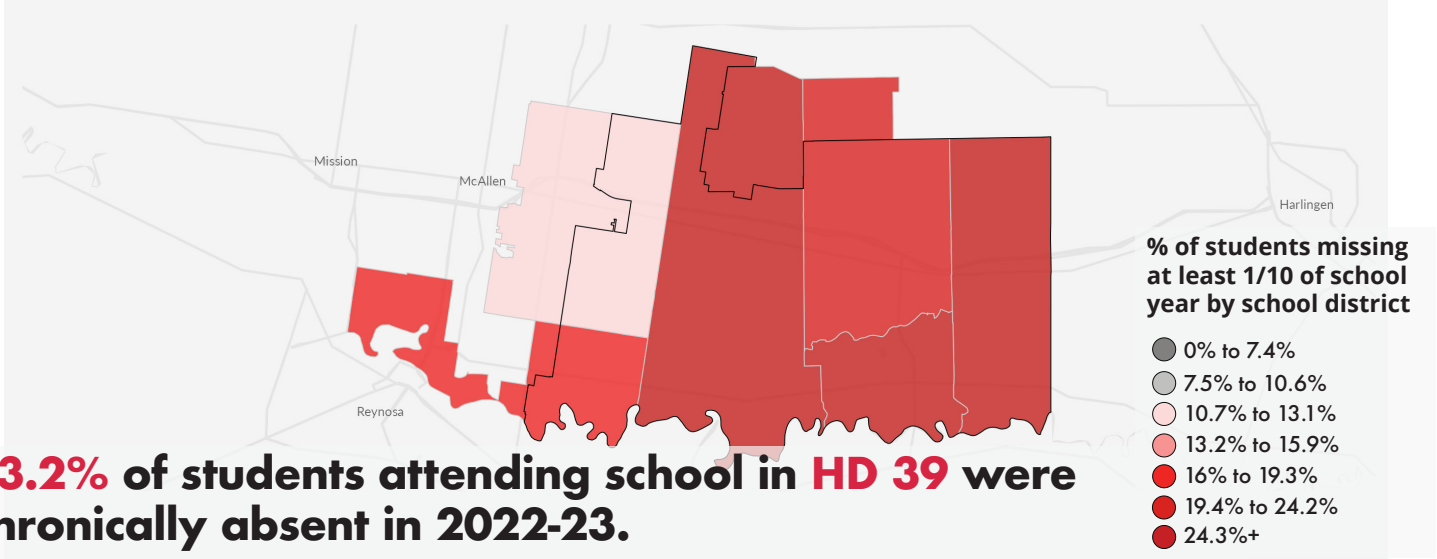 Mission
McAllen
Harlingen
Reynosa
% of students missing
at least 1/10 of school
year by school district
0% to 7.4%
7.5% to 10.6%
10.7% to 13.1%
13.2% to 15.9%
16% to 19.3%
19.4% to 24.2%
24.3%+
3.2% of students attending school in HD 39 were
hronically absent in 2022-23.